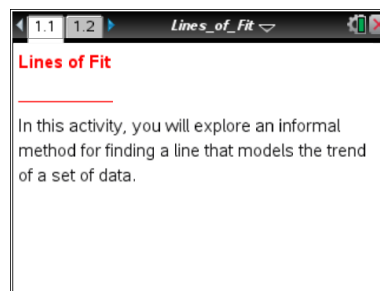 1.1 1.2 Lines_of_Fit
Lines of Fit
In this activity, you will explore an informal
method for finding a line that models the trend
of a set of data.